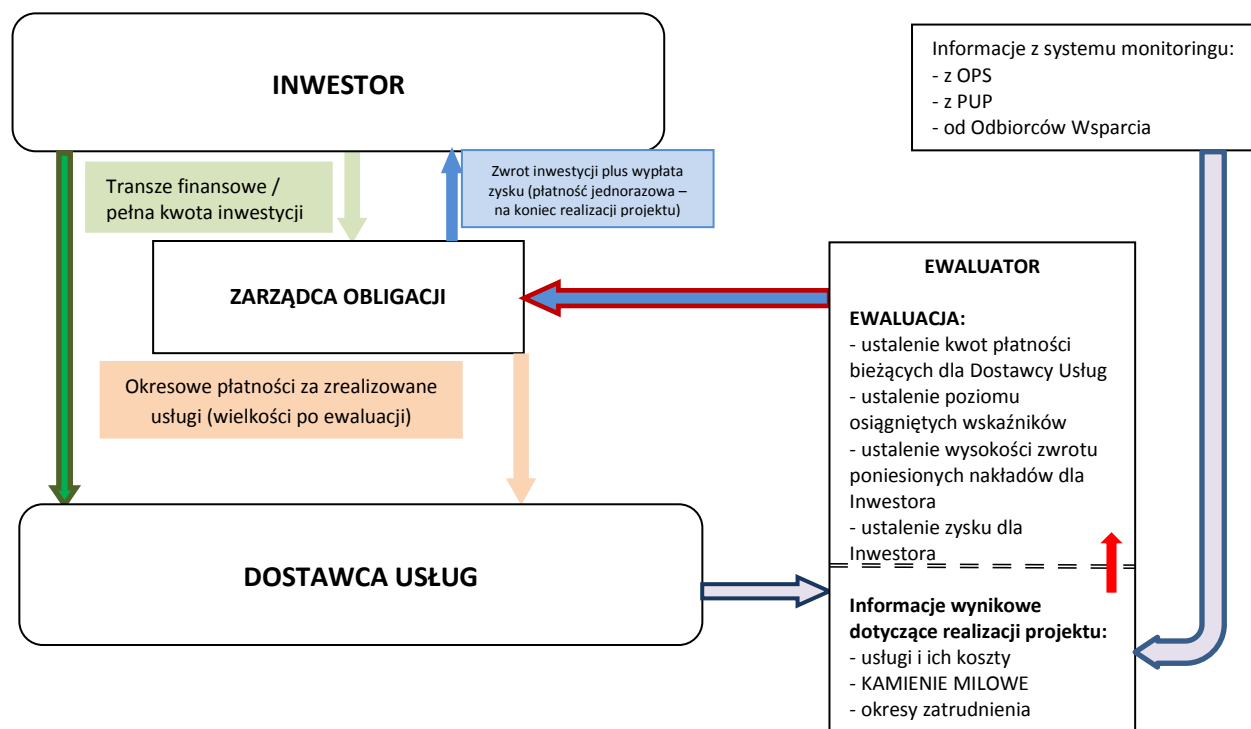 INWESTOR
Informacje z systemu monitoringu:
- z OPS
- z PUP
- od Odbiorców Wsparcia
Transze finansowe /
pełna kwota inwestycji
Zwrot inwestycji plus wypłata
zysku (płatność jednorazowa –
na koniec realizacji projektu)
ZARZĄDCA OBLIGACJI
Okresowe płatności za zrealizowane
usługi (wielkości po ewaluacji)
DOSTAWCA USŁUG
EWALUATOR
EWALUACJA:
- ustalenie kwot płatności
bieżących dla Dostawcy Usług
- ustalenie poziomu
osiągniętych wskaźników
- ustalenie wysokości zwrotu
poniesionych nakładów dla
Inwestora
- ustalenie zysku dla
Inwestora
Informacje wynikowe
dotyczące realizacji projektu:
- usługi i ich koszty
- KAMIENIE MILOWE
- okresy zatrudnienia